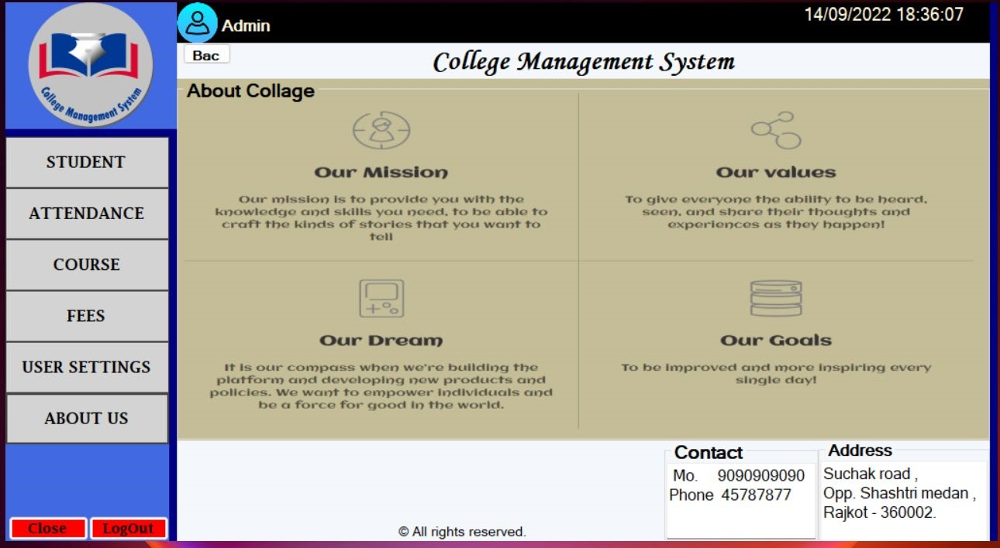 College Management System
Admin
14/09/2022 18:36:07
Bac
College Management System
About Collage
STUDENT
ATTENDANCE
COURSE
FEES
USER SETTINGS
ABOUT US
Close
LogOut
Our Mission
Our mission is to provide you with the
knowledge and skills you need, to be able to
craft the kinds of stories that you want to
tell
Our values
To give everyone the ability to be heard,
seen, and share their thoughts and
experiences as they happen!
Our Dream
It is our compass when we're building the
platform and developing new products and
policies. We want to empower individuals and
be a force for good in the world.
Our Goals
To be improved and more inspiring every
single day!
Contact
Mo. 9090909090
Phone 45787877
Address
Suchak road ,
Opp. Shashtri medan ,
Rajkot - 360002.
© All rights reserved.